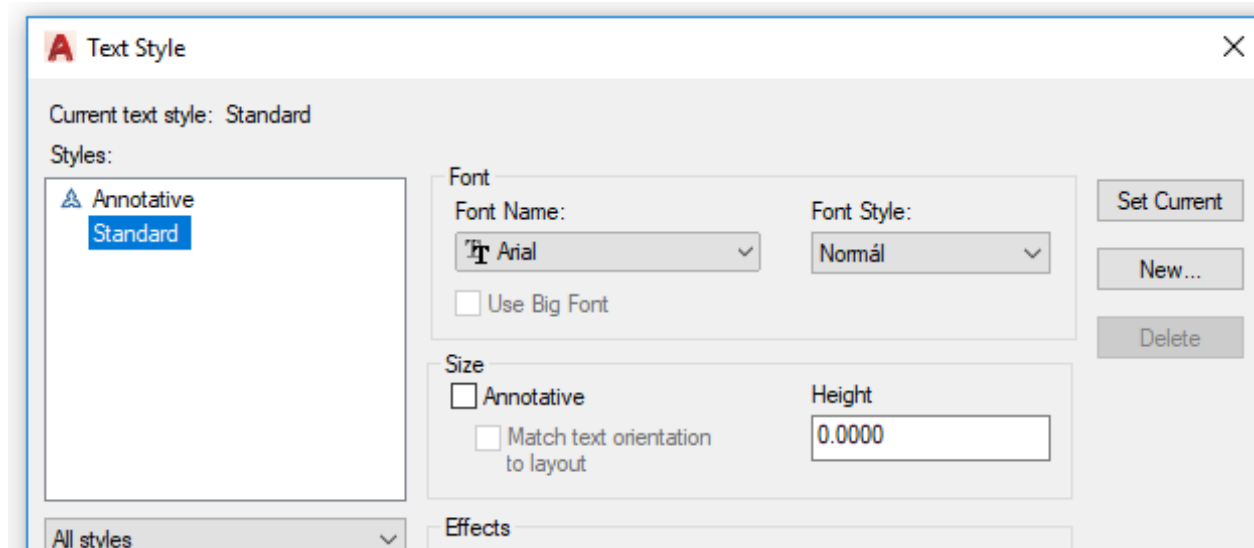 Text Style
Current text style: Standard
Styles:
Annotative
Standard
All styles
Font
Font Name:
Arial
Font Style:
Normál
Use Big Font
Size
Annotative
Match text orientation
to layout
Height
0.0000
Effects
Set Current
New...
Delete